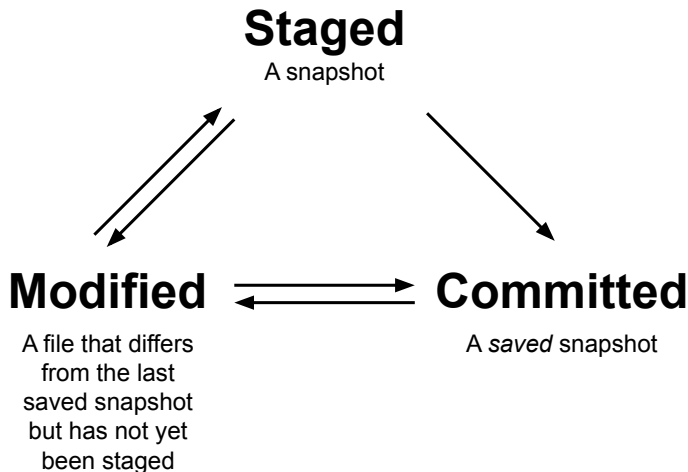 Staged
A snapshot
Modified
Committed
A file that differs
from the last
saved snapshot
but has not yet
been staged
A saved snapshot